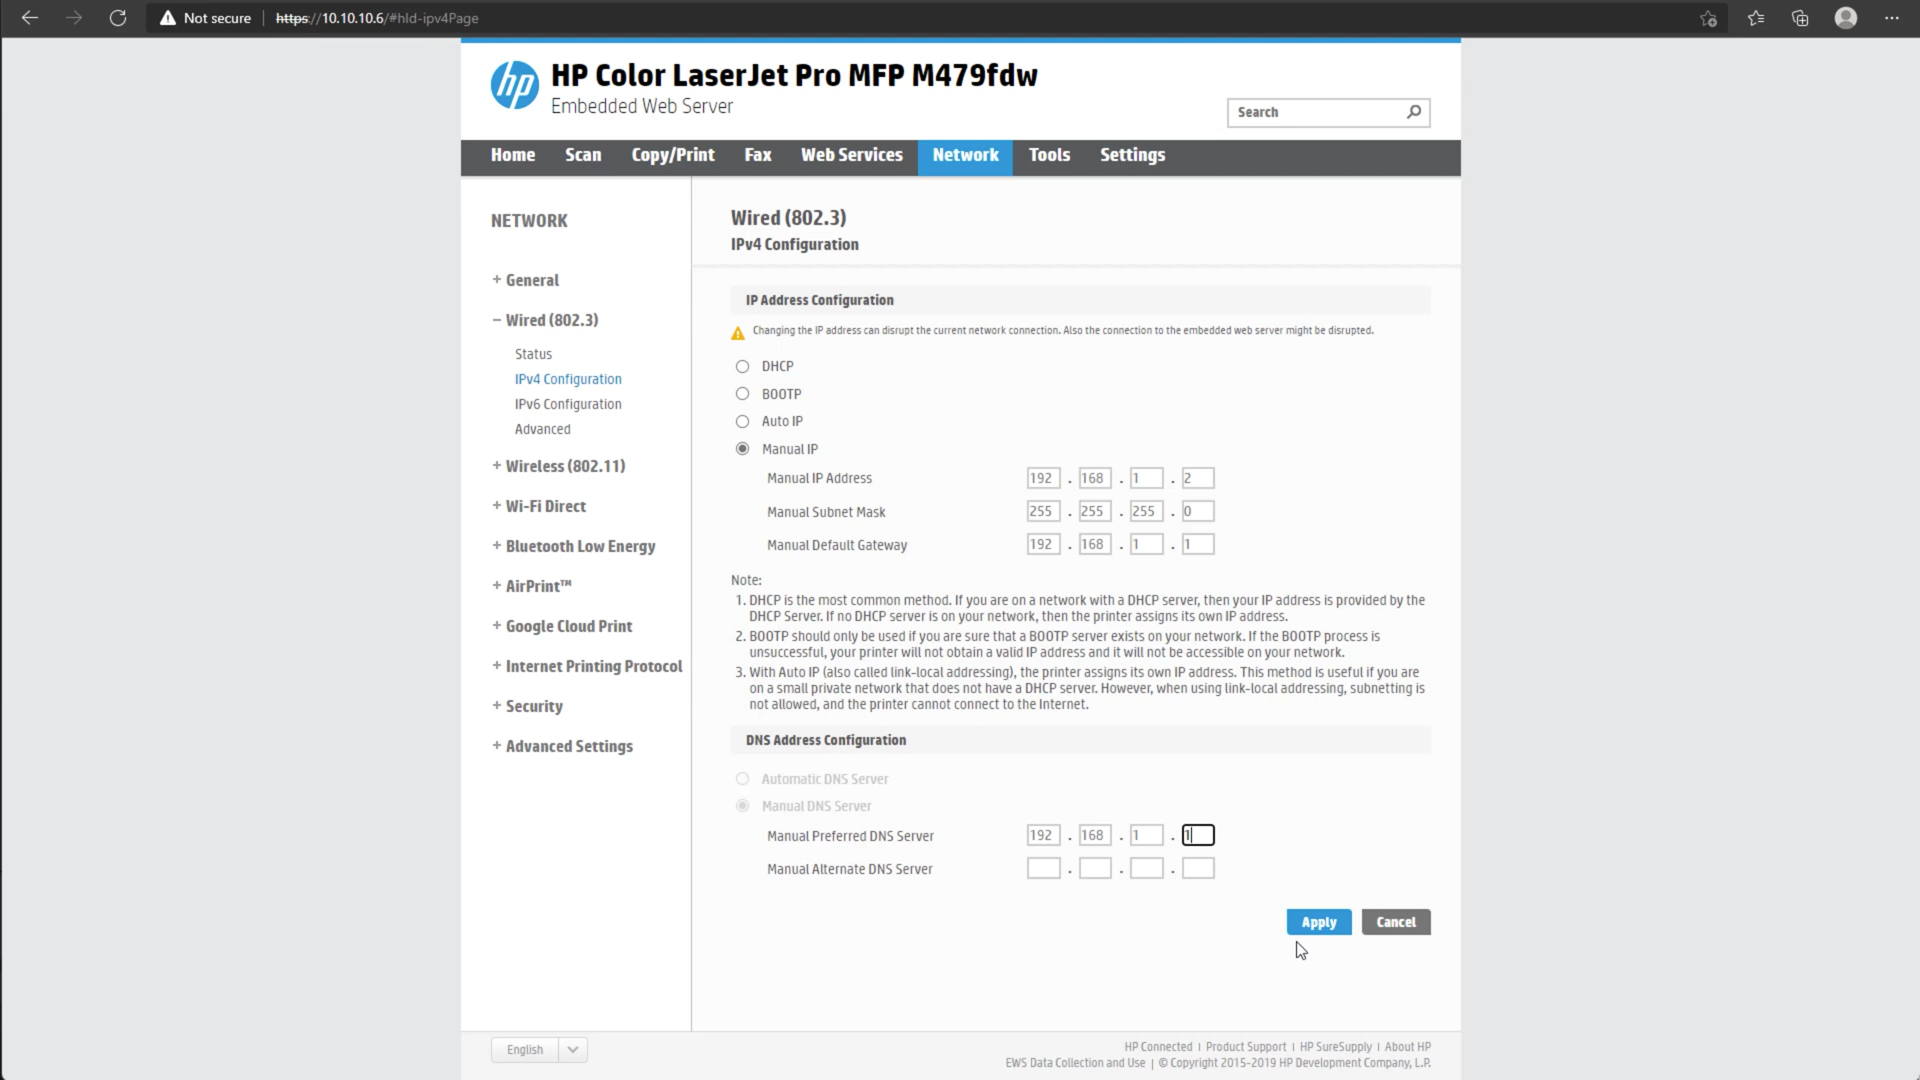 Not secure
https://10.10.10.6/#hId-ipv4Page
hp
HP Color LaserJet Pro MFP M479fdw
Embedded Web Server
Search
Home Scan Copy/Print Fax Web Services Network Tools Settings
NETWORK
+ General
− Wired (802.3)
Status
IPv4 Configuration
IPv6 Configuration
Advanced
+ Wireless (802.11)
+ Wi-Fi Direct
+ Bluetooth Low Energy
+ AirPrint™
+ Google Cloud Print
+ Internet Printing Protocol
+ Security
+ Advanced Settings
Wired (802.3)
IPv4 Configuration
IP Address Configuration
Changing the IP address can disrupt the current network connection. Also the connection to the embedded web server might be disrupted.
DHCP
BOOTP
Auto IP
Manual IP
Manual IP Address 192 . 168 . 1 . 2
Manual Subnet Mask 255 . 255 . 255 . 0
Manual Default Gateway 192 . 168 . 1 . 1
Note:
1. DHCP is the most common method. If you are on a network with a DHCP server, then your IP address is provided by the
DHCP Server. If no DHCP server is on your network, then the printer assigns its own IP address.
2. BOOTP should only be used if you are sure that a BOOTP server exists on your network. If the BOOTP process is
unsuccessful, your printer will not obtain a valid IP address and it will not be accessible on your network.
3. With Auto IP (also called link-local addressing), the printer assigns its own IP address. This method is useful if you are
on a small private network that does not have a DHCP server. However, when using link-local addressing, subnetting is
not allowed, and the printer cannot connect to the Internet.
DNS Address Configuration
Automatic DNS Server
Manual DNS Server
Manual Preferred DNS Server 192 . 168 . 1 . 1
Manual Alternate DNS Server . . .
Apply Cancel
English
HP Connected | Product Support | HP SureSupply | About HP
EWS Data Collection and Use | © Copyright 2015-2019 HP Development Company, L.P.